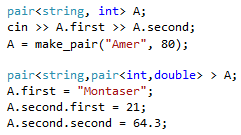 pair<string, int> A;
cin >> A.first >> A.second;
A = make_pair("Amer", 80);
pair<string,pair<int,double> > A;
A.first = "Montaser";
A.second.first = 21;
A.second.second = 64.3;